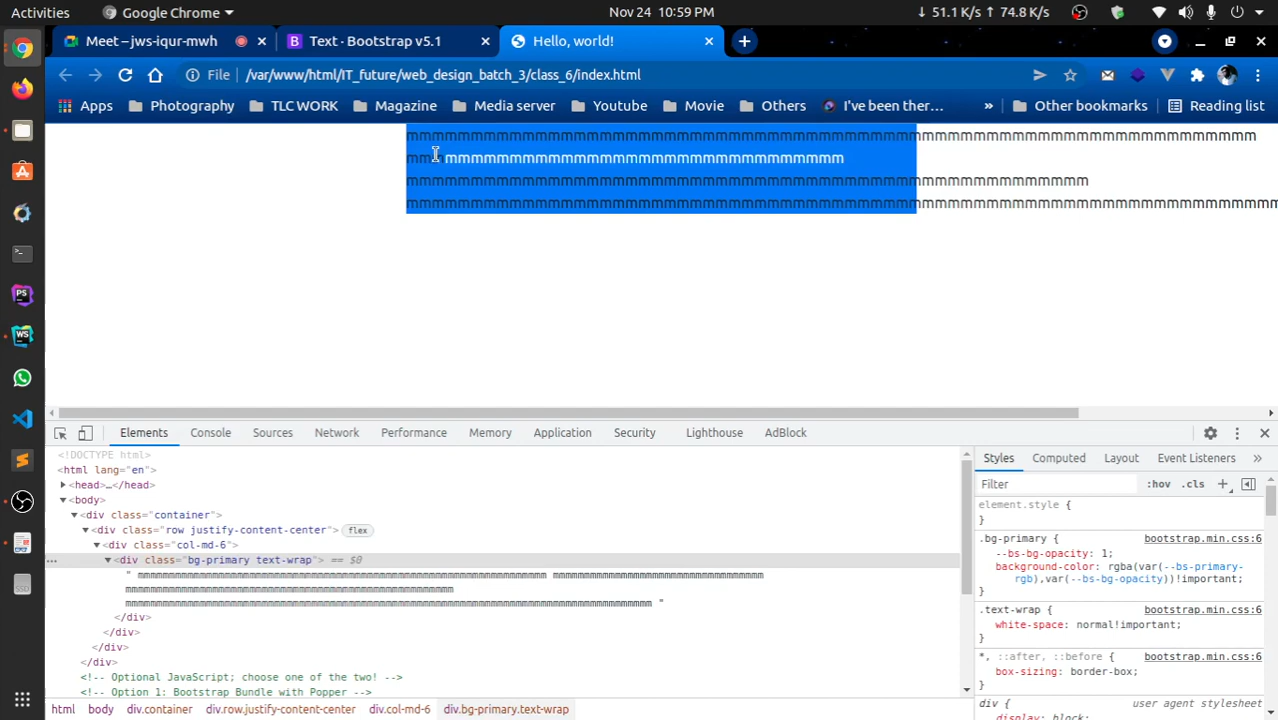 Activities
Google Chrome
Nov 24 10:59 PM
↓ 51.1 K/s ↑ 74.8 K/s
Meet – jws-iqur-mwh
Text · Bootstrap v5.1
Hello, world!
File
/var/www/html/IT_future/web_design_batch_3/class_6/index.html
Apps
Photography
TLC WORK
Magazine
Media server
Youtube
Movie
Others
I've been ther...
»
Other bookmarks
Reading list
Elements
Console
Sources
Network
Performance
Memory
Application
Security
Lighthouse
AdBlock
<!DOCTYPE html>
<html lang="en">
<head>…</head>
<body>
<div class="container">
<div class="row justify-content-center"> flex
<div class="col-md-6">
<div class="bg-primary text-wrap"> == $0
</div>
</div>
</div>
</div>
<!-- Optional JavaScript; choose one of the two! -->
<!-- Option 1: Bootstrap Bundle with Popper -->
html
body
div.container
div.row.justify-content-center
div.col-md-6
div.bg-primary.text-wrap
Styles
Computed
Layout
Event Listeners
»
Filter
:hov
.cls
element.style {
}
.bg-primary {
bootstrap.min.css:6
--bs-bg-opacity: 1;
background-color: rgba(var(--bs-primary-
rgb),var(--bs-bg-opacity))!important;
}
.text-wrap {
bootstrap.min.css:6
white-space: normal!important;
}
*, ::after, ::before {
bootstrap.min.css:6
box-sizing: border-box;
}
div {
user agent stylesheet
display: block;
PS
WS
SSD